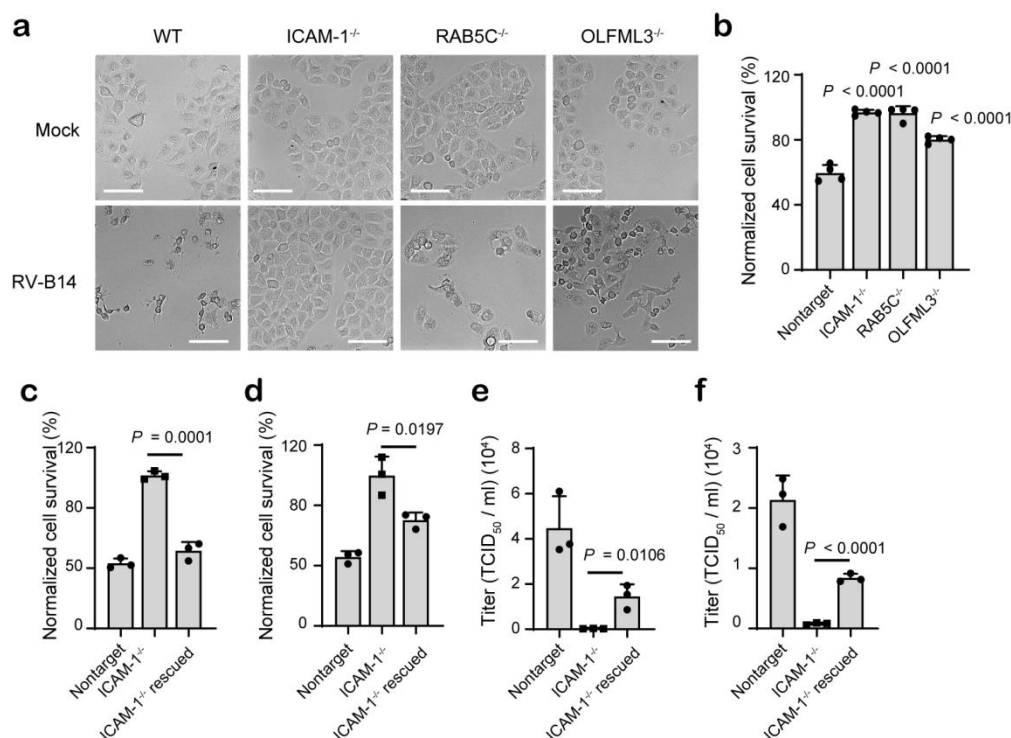 a
WT
ICAM-1⁻/⁻
RAB5C⁻/⁻
OLFML3⁻/⁻
Mock
RV-B14
b
Normalized cell survival (%)
120
80
40
0
P < 0.0001
P < 0.0001
P < 0.0001
Nontarget
ICAM-1⁻/⁻
RAB5C⁻/⁻
OLFML3⁻/⁻
c
Normalized cell survival (%)
120
80
50
0
P = 0.0001
Nontarget
ICAM-1⁻/⁻
ICAM-1⁻/⁻ rescued
d
Normalized cell survival (%)
120
80
50
0
P = 0.0197
Nontarget
ICAM-1⁻/⁻
ICAM-1⁻/⁻ rescued
e
Titer (TCID₅₀ / ml) (10⁴)
8
6
4
2
0
P = 0.0106
Nontarget
ICAM-1⁻/⁻
ICAM-1⁻/⁻ rescued
f
Titer (TCID₅₀ / ml) (10⁴)
3
2
1
0
P < 0.0001
Nontarget
ICAM-1⁻/⁻
ICAM-1⁻/⁻ rescued